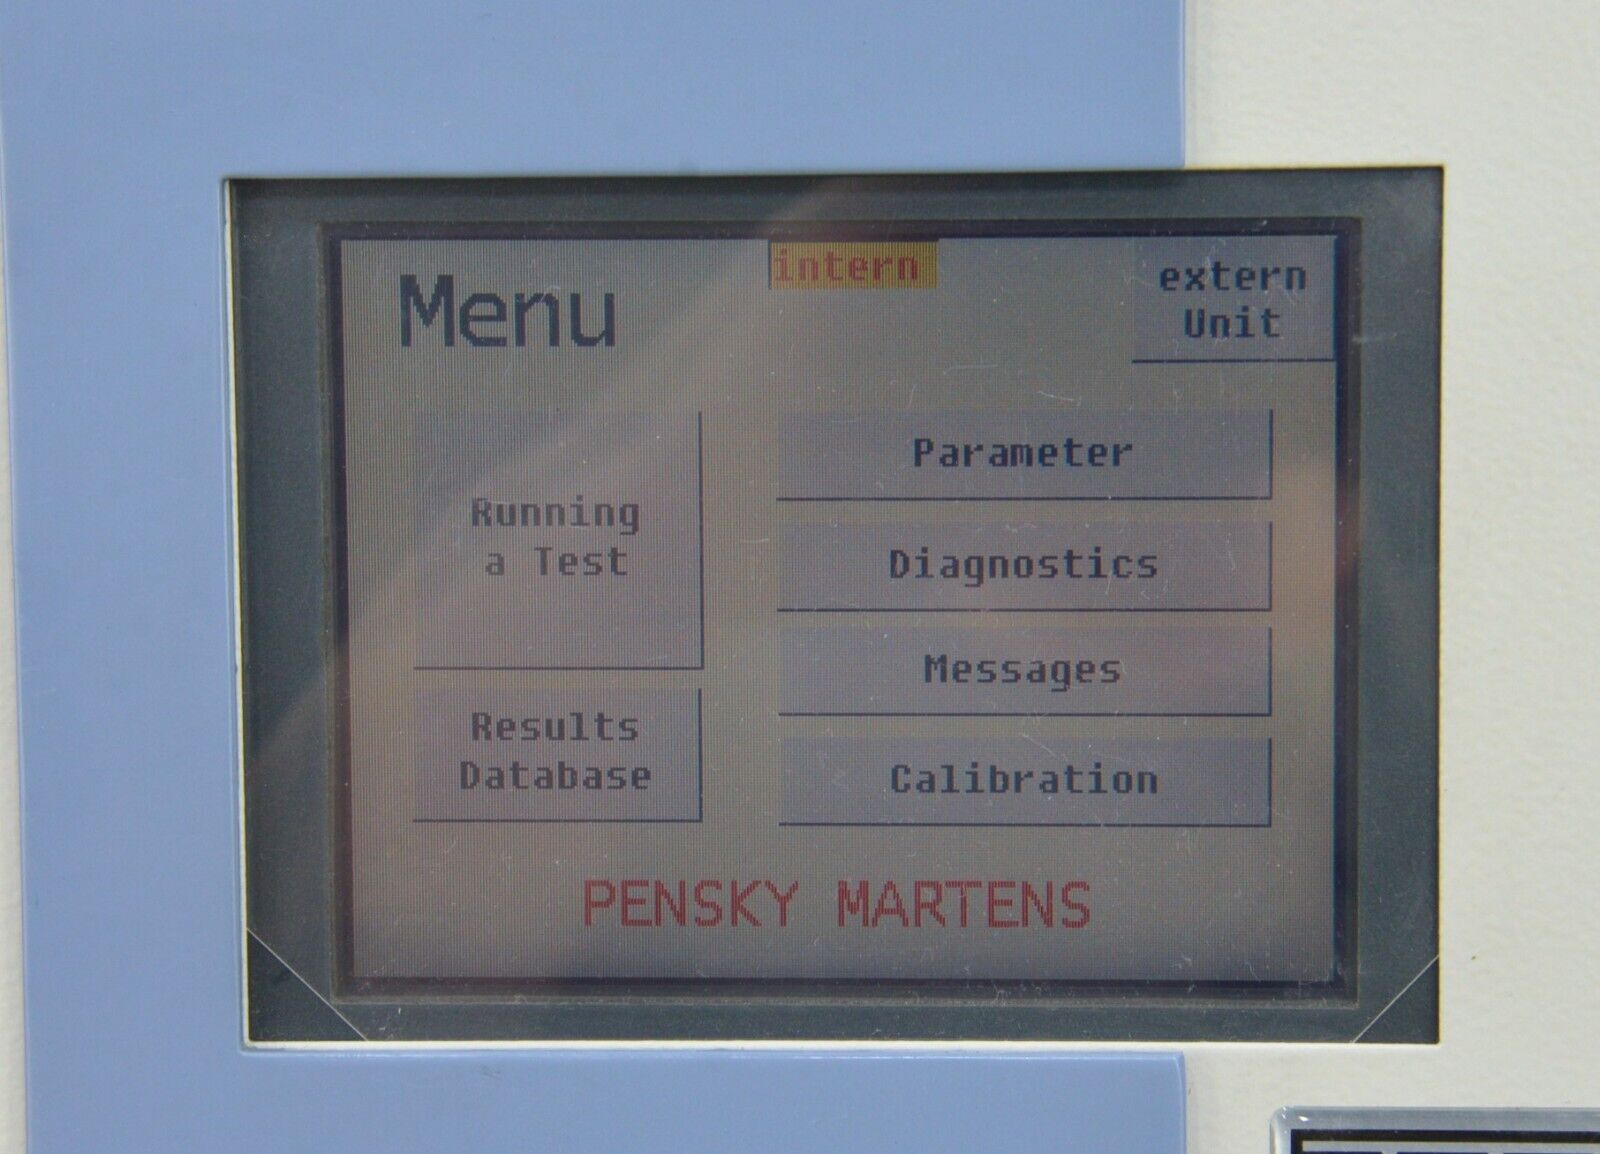 Menu
intern
extern
Unit
Running
a Test
Results
Database
Parameter
Diagnostics
Messages
Calibration
PENSKY MARTENS